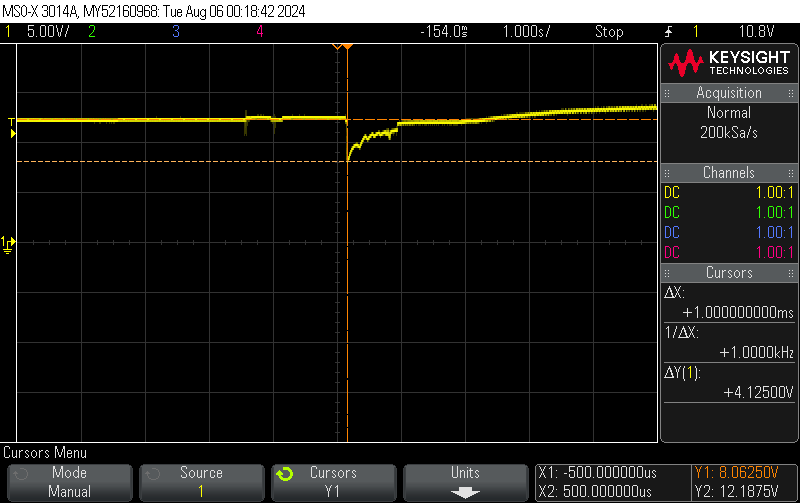 MSO-X 3014A, MY52160968: Tue Aug 06 00:18:42 2024
1 5.00V/ 2 3 4 -154.0ms 1.000s/ Stop 1 10.8V
KEYSIGHT
TECHNOLOGIES
Acquisition
Normal
200kSa/s
Channels
DC 1.00:1
DC 1.00:1
DC 1.00:1
DC 1.00:1
Cursors
ΔX:
+1.000000000ms
1/ΔX:
+1.0000kHz
ΔY(1):
+4.12500V
T
1
Cursors Menu
Mode
Manual
Source
1
Cursors
Y1
Units
X1: -500.000000us
X2: 500.000000us
Y1: 8.06250V
Y2: 12.1875V